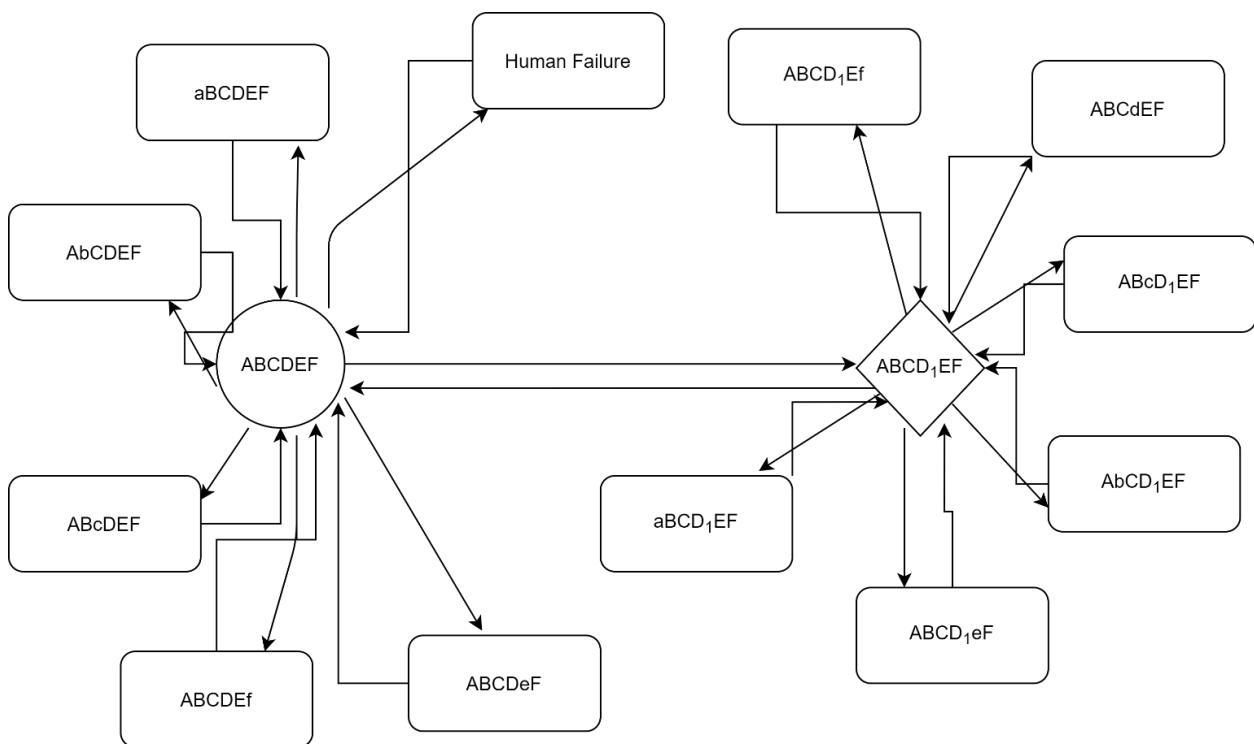 Human Failure
aBCDEF
ABCD₁Ef
ABCdEF
AbCDEF
ABcD₁EF
ABCDEF
ABCD₁EF
AbCD₁EF
ABcDEF
aBCD₁EF
ABCD₁eF
ABCDEf
ABCDeF